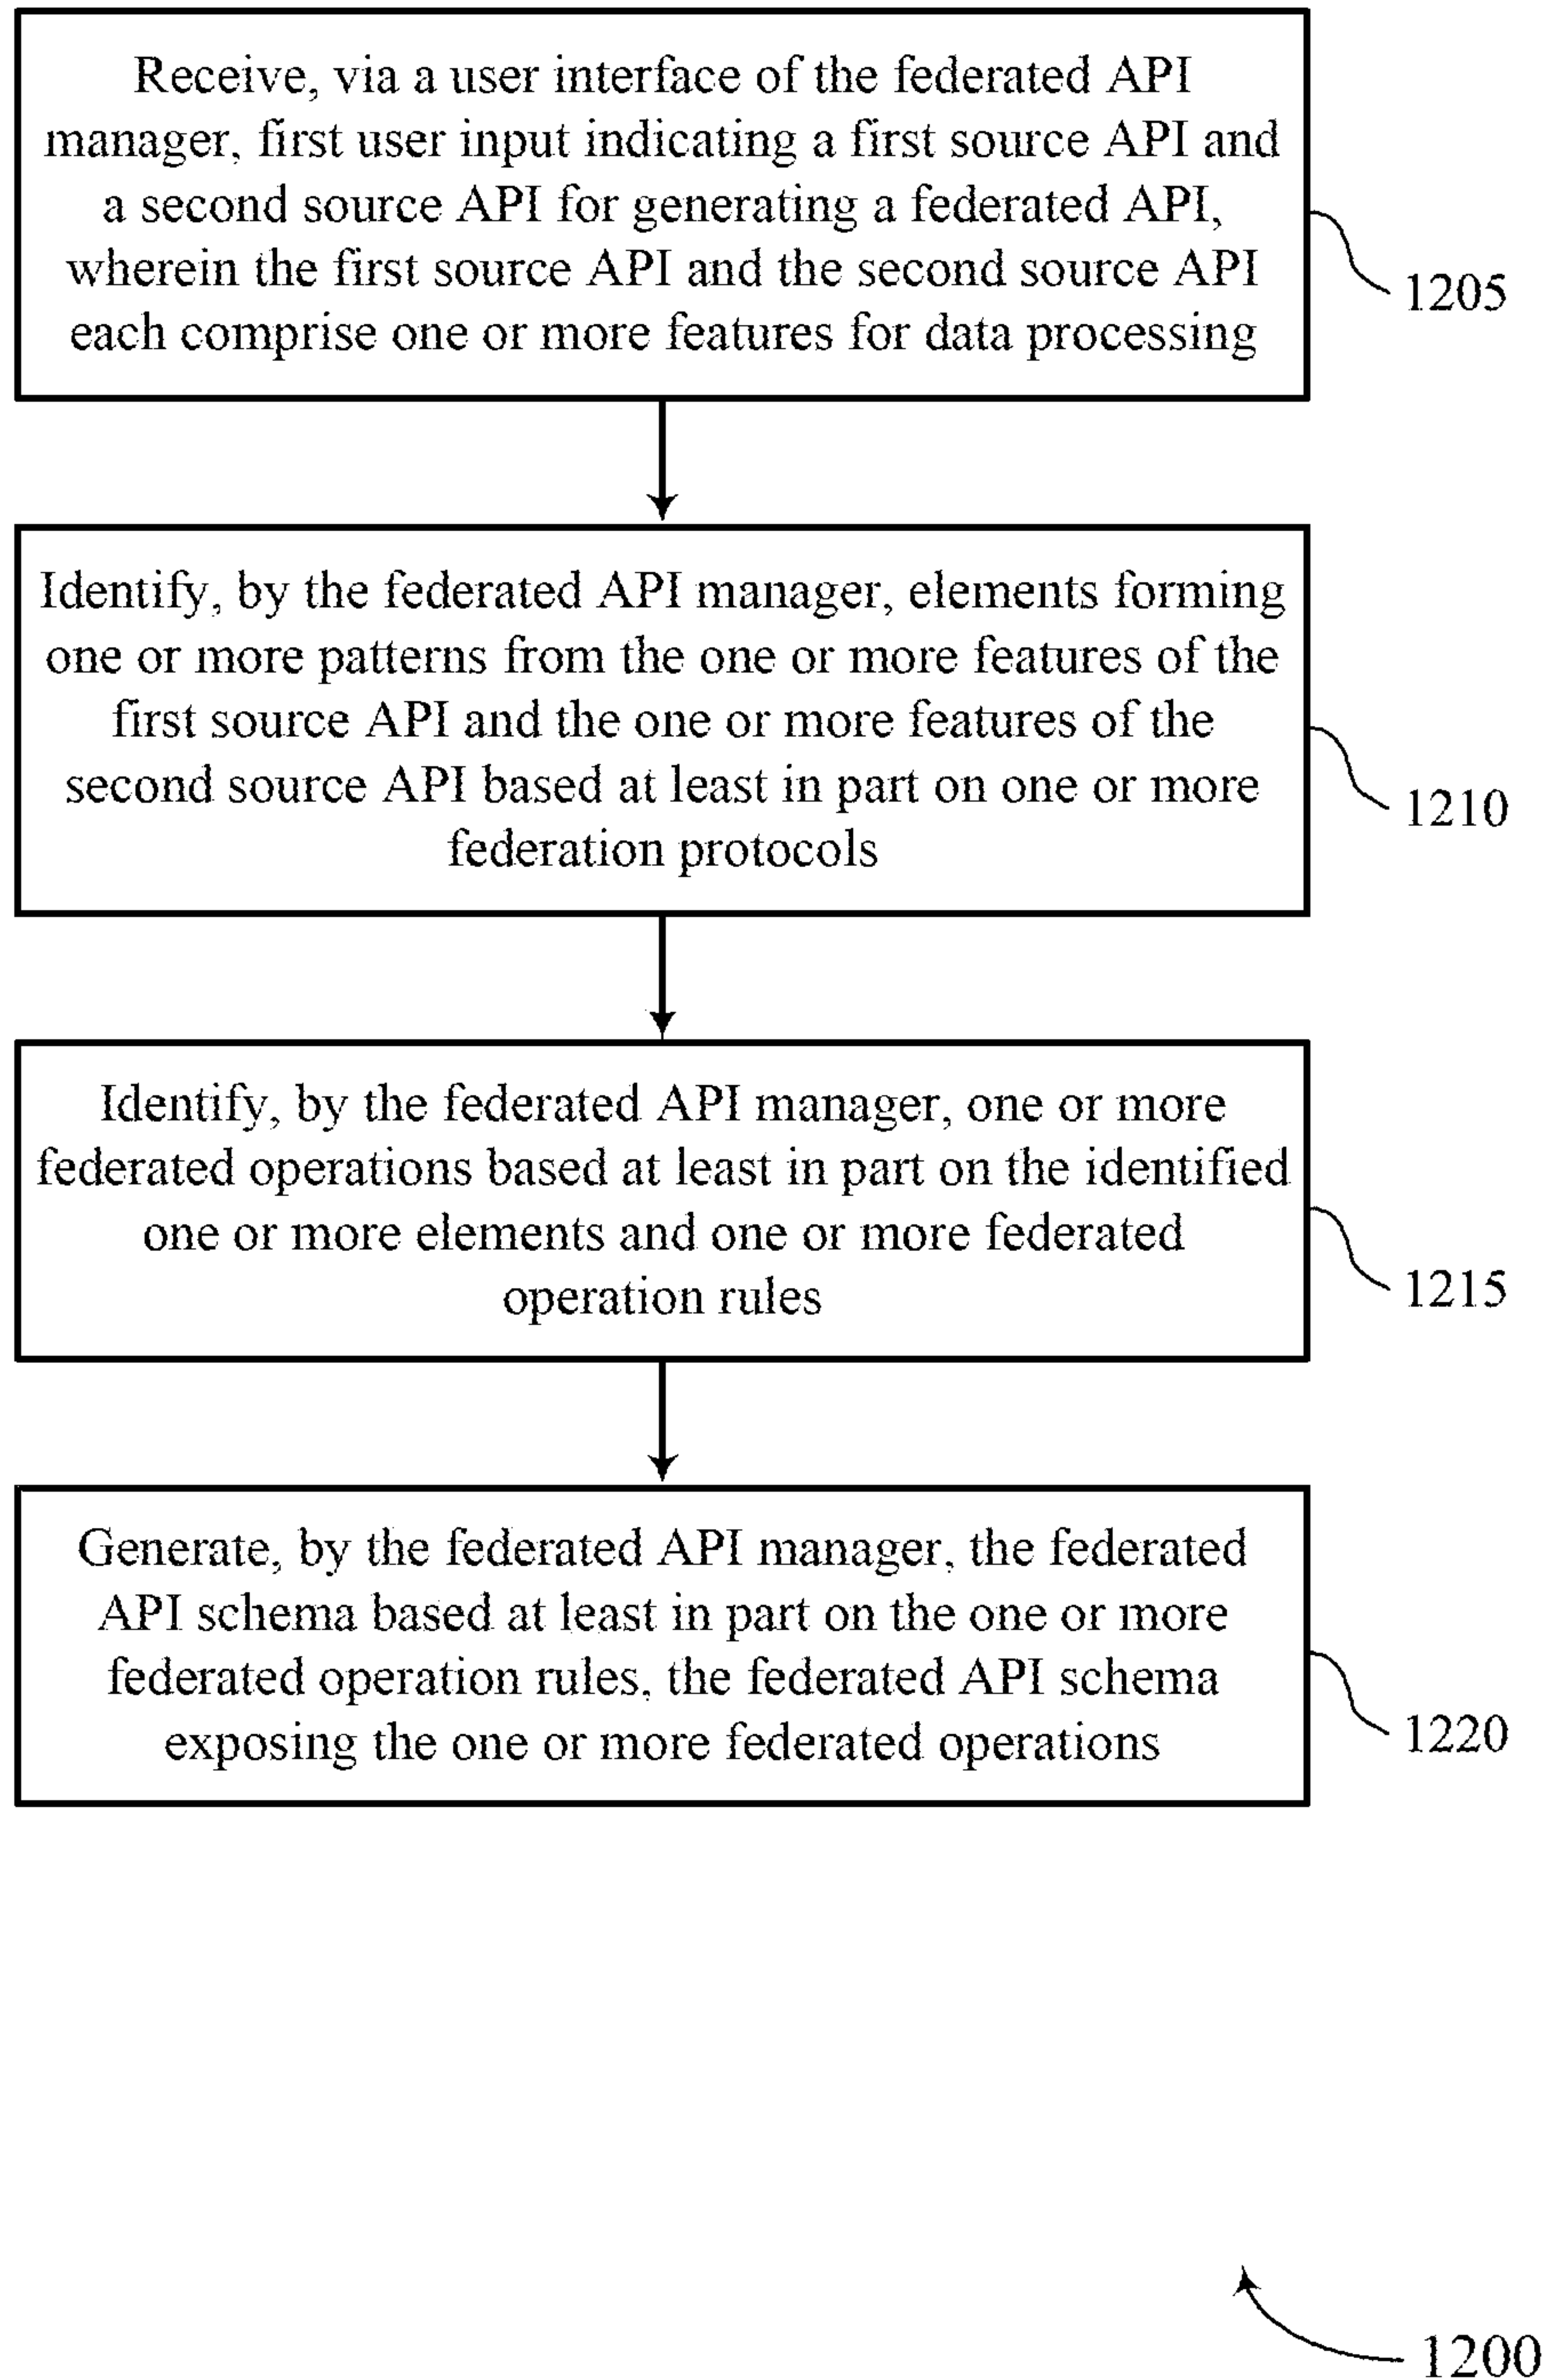 Receive, via a user interface of the federated API
manager, first user input indicating a first source API and
a second source API for generating a federated API,
wherein the first source API and the second source API
each comprise one or more features for data processing
1205
Identify, by the federated API manager, elements forming
one or more patterns from the one or more features of the
first source API and the one or more features of the
second source API based at least in part on one or more
federation protocols
1210
Identify, by the federated API manager, one or more
federated operations based at least in part on the identified
one or more elements and one or more federated
operation rules
1215
Generate, by the federated API manager, the federated
API schema based at least in part on the one or more
federated operation rules, the federated API schema
exposing the one or more federated operations
1220
1200